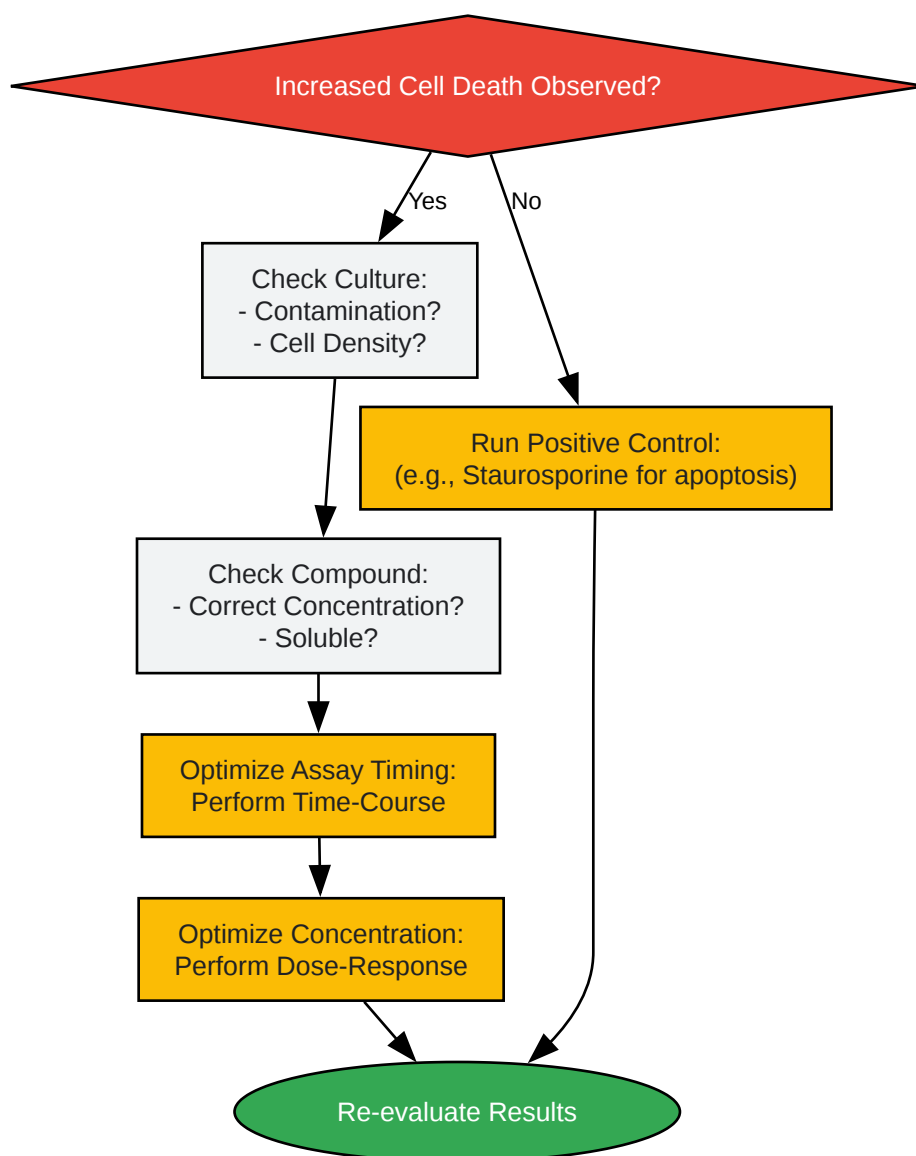 Increased Cell Death Observed?
Yes
No
Check Culture:
- Contamination?
- Cell Density?
Run Positive Control:
(e.g., Staurosporine for apoptosis)
Check Compound:
- Correct Concentration?
- Soluble?
Optimize Assay Timing:
Perform Time-Course
Optimize Concentration:
Perform Dose-Response
Re-evaluate Results